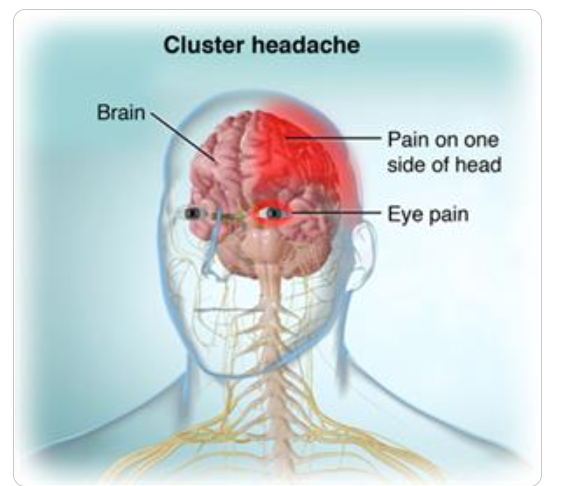 Cluster headache
Brain
Pain on one
side of head
Eye pain